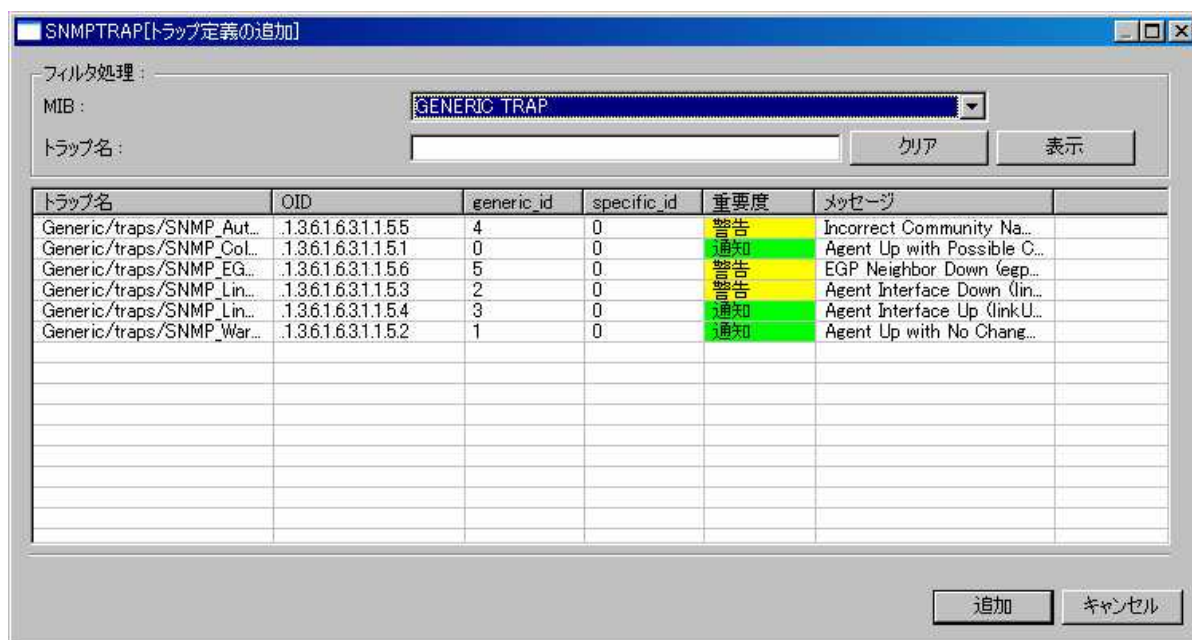 SNMPTRAP[トラップ定義の追加]
フィルタ処理：
MIB： GENERIC TRAP
トラップ名： クリア 表示
トラップ名 OID generic_id specific_id 重要度 メッセージ
Generic/traps/SNMP_Aut... .1.3.6.1.6.3.1.1.5.5 4 0 警告 Incorrect Community Na...
Generic/traps/SNMP_Col... .1.3.6.1.6.3.1.1.5.1 0 0 通知 Agent Up with Possible C...
Generic/traps/SNMP_EG... .1.3.6.1.6.3.1.1.5.6 5 0 警告 EGP Neighbor Down (egp...
Generic/traps/SNMP_Lin... .1.3.6.1.6.3.1.1.5.3 2 0 警告 Agent Interface Down (lin...
Generic/traps/SNMP_Lin... .1.3.6.1.6.3.1.1.5.4 3 0 通知 Agent Interface Up (linkU...
Generic/traps/SNMP_War... .1.3.6.1.6.3.1.1.5.2 1 0 通知 Agent Up with No Chang...
追加 キャンセル